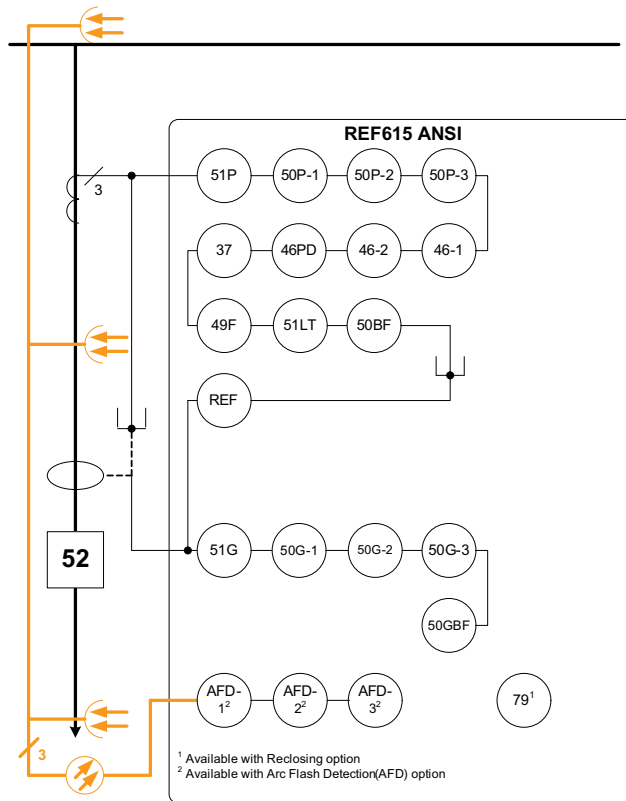 REF615 ANSI
51P 50P-1 50P-2 50P-3
3
37 46PD 46-2 46-1
49F 51LT 50BF
REF
52
51G 50G-1 50G-2 50G-3
50GBF
AFD-1² AFD-2² AFD-3² 79¹
3
¹ Available with Reclosing option
² Available with Arc Flash Detection(AFD) option